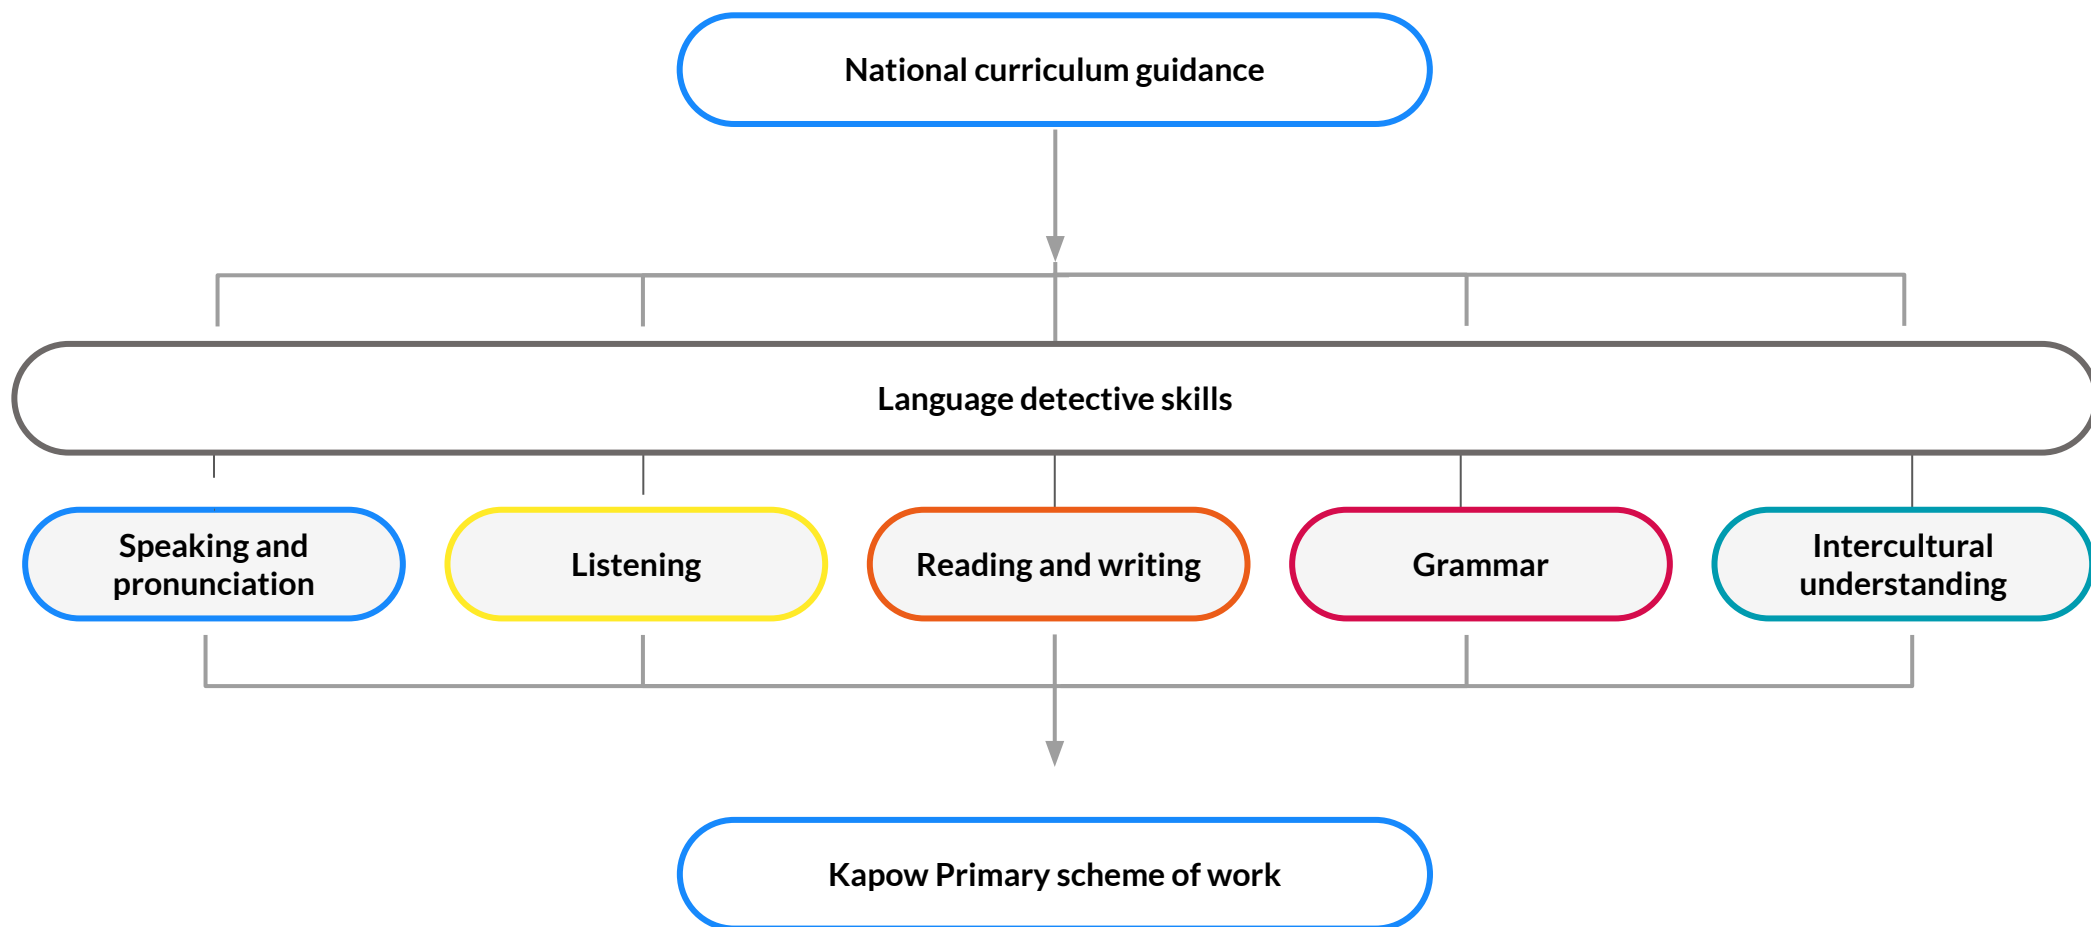 National curriculum guidance
Language detective skills
Speaking and
pronunciation
Listening
Reading and writing
Grammar
Intercultural
understanding
Kapow Primary scheme of work